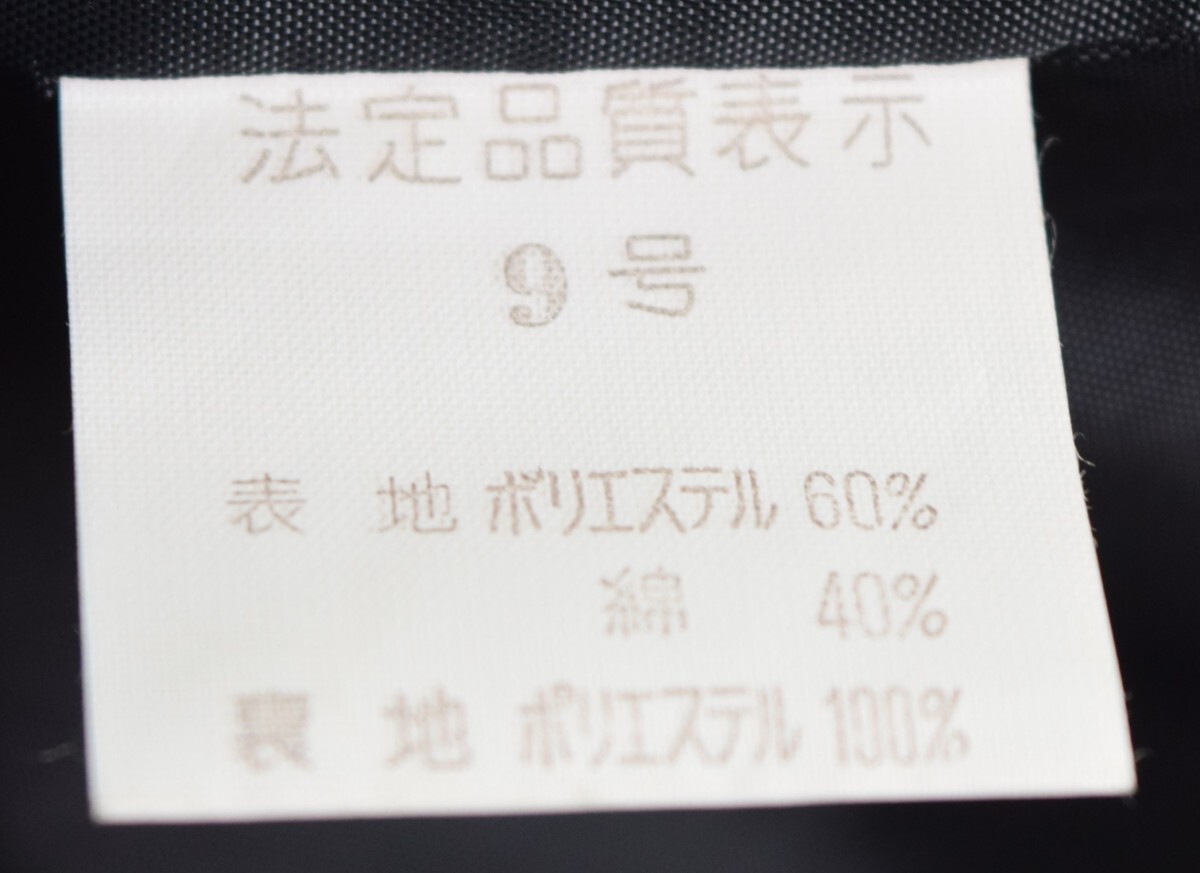 法定品質表示
9号
表 地 ポリエステル 60%
綿 40%
裏 地 ポリエステル 100%